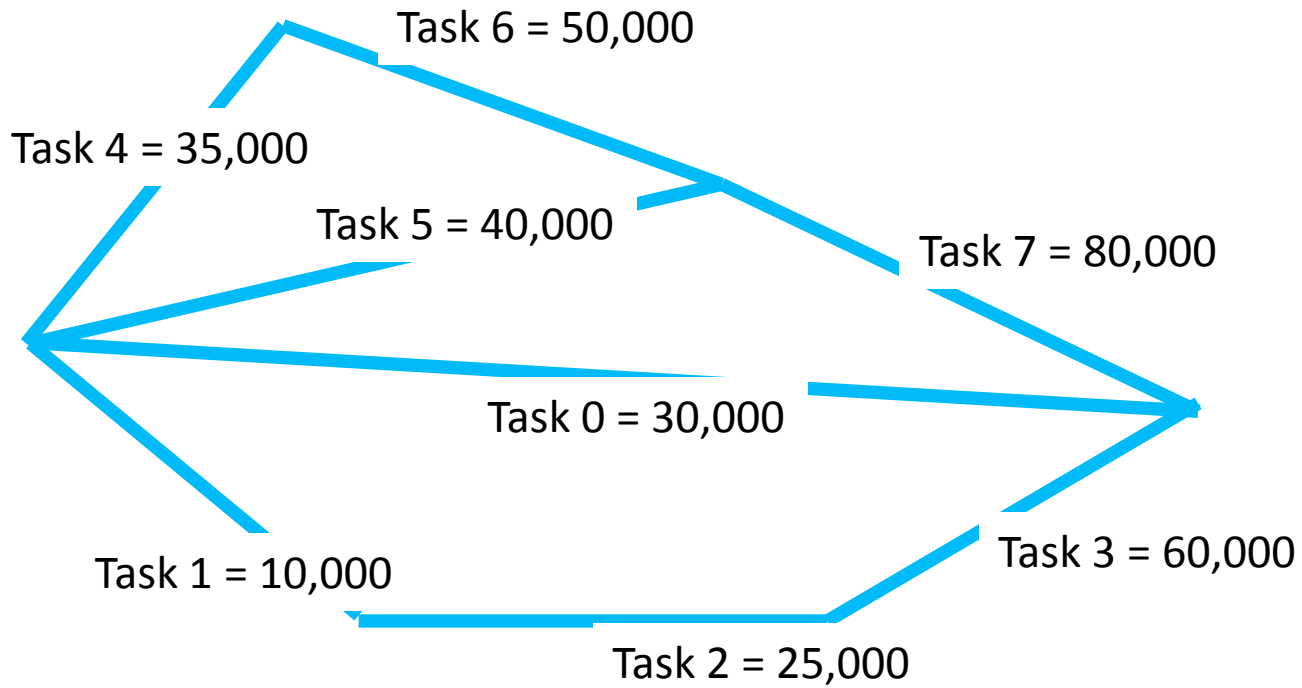 Task 6 = 50,000
Task 4 = 35,000
Task 5 = 40,000
Task 7 = 80,000
Task 0 = 30,000
Task 3 = 60,000
Task 1 = 10,000
Task 2 = 25,000